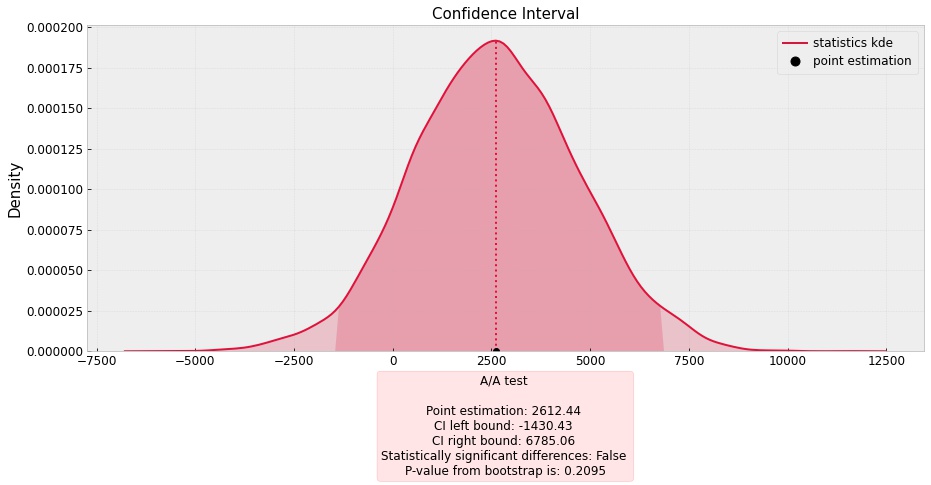 Confidence Interval
0.000200
0.000175
0.000150
0.000125
0.000100
0.000075
0.000050
0.000025
0.000000
Density
statistics kde
point estimation
−7500
−5000
−2500
0
2500
5000
7500
10000
12500
A/A test
Point estimation: 2612.44
CI left bound: -1430.43
CI right bound: 6785.06
Statistically significant differences: False
P-value from bootstrap is: 0.2095